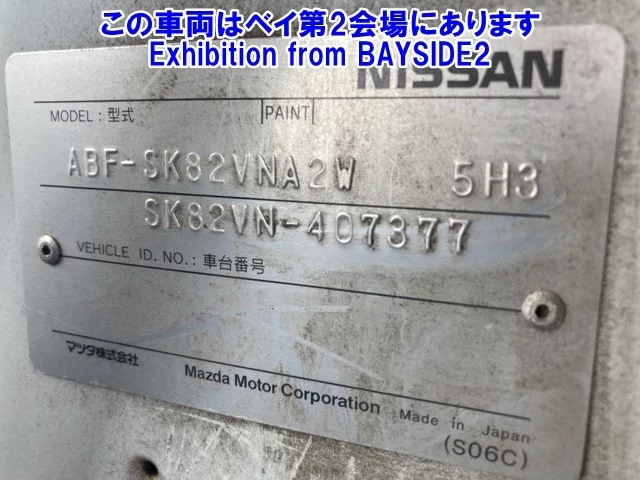 この車両はベイ第2会場にあります
Exhibition from BAYSIDE2
NISSAN
MODEL : 型式 PAINT
ABF-SK82VNA2W 5H3
SK82VN-407377
VEHICLE ID. NO. : 車台番号
マツダ株式会社
Mazda Motor Corporation Made in Japan
(S06C)